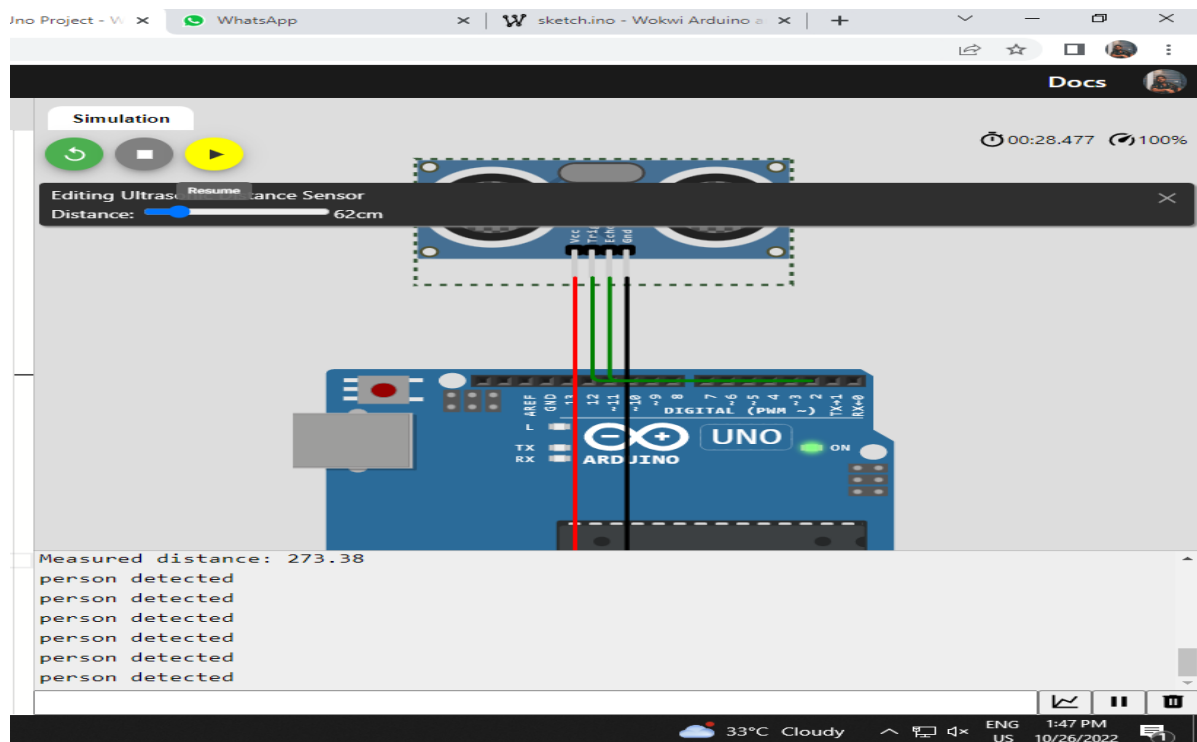 Jno Project - W
WhatsApp
sketch.ino - Wokwi Arduino a
Docs
Simulation
00:28.477 100%
Editing Ultras
Resume
tance Sensor
Distance: 62cm
Vcc
Trig
Echo
Gnd
AREF
GND
13
12
~11
~10
~9
8
7
~6
~5
4
~3
2
TX→1
RX←0
DIGITAL (PWM ~)
L
TX
RX
UNO
ON
ARDUINO
Measured distance: 273.38
person detected
person detected
person detected
person detected
person detected
person detected
33°C Cloudy
ENG
US
1:47 PM
10/26/2022
1